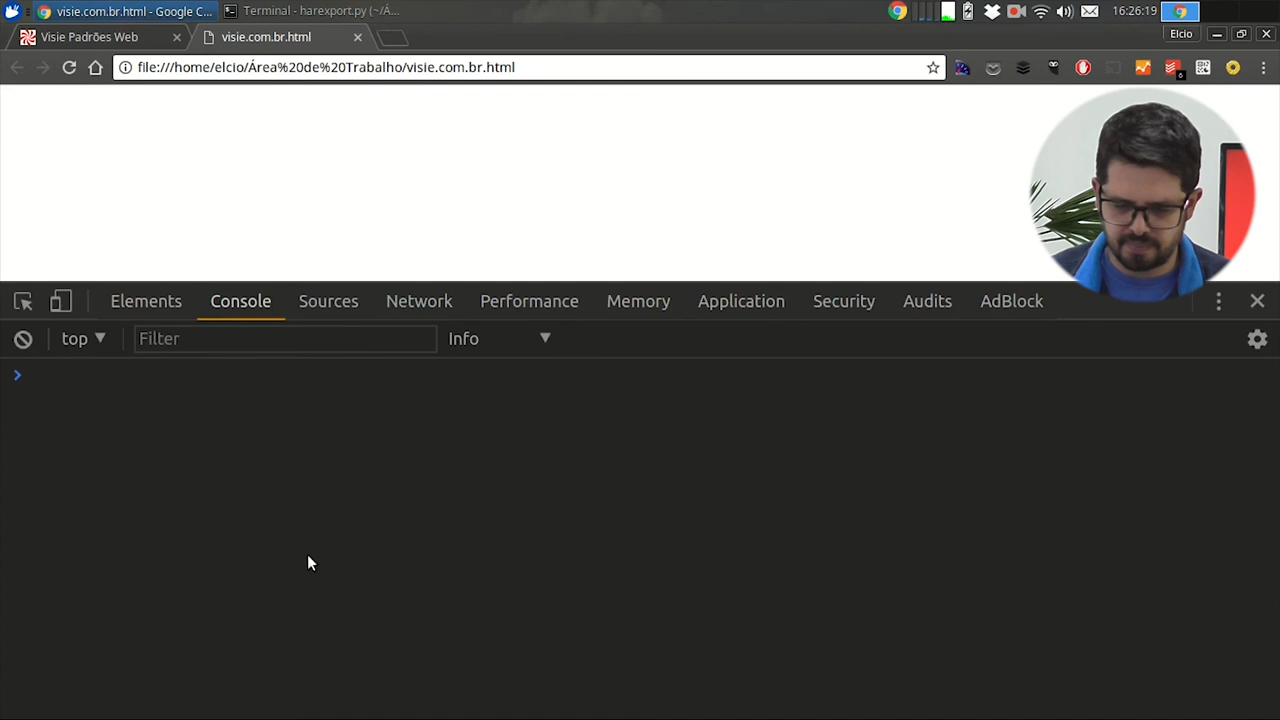 visie.com.br.html - Google C...
Terminal - harexport.py (~/Á...
16:26:19
Visie Padrões Web
visie.com.br.html
Elcio
file:///home/elcio/Área%20de%20Trabalho/visie.com.br.html
6
Elements Console Sources Network Performance Memory Application Security Audits AdBlock
top Filter Info